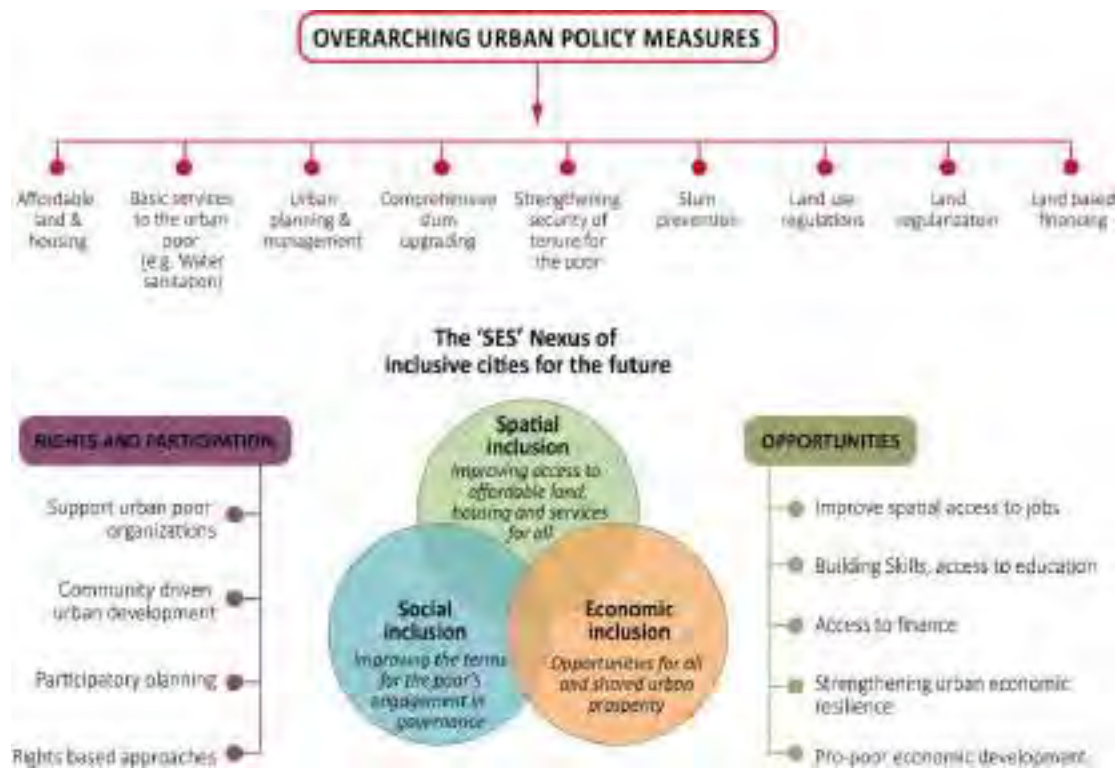 OVERARCHING URBAN POLICY MEASURES
Affordable
land &
housing
Basic services
to the urban
poor
(e.g. Water
sanitation)
Urban
planning &
management
Comprehensive
slum
upgrading
Strengthening
security of
tenure for
the poor
Slum
prevention
Land use
regulations
Land
regularization
Land based
financing
The 'SES' Nexus of
inclusive cities for the future
RIGHTS AND PARTICIPATION
Support urban poor
organizations
Community driven
urban development
Participatory planning
Rights based approaches
Spatial
inclusion
Improving access to
affordable land,
housing and services
for all
Social
inclusion
Improving the terms
for the poor's
engagement in
governance
Economic
inclusion
Opportunities for all
and shared urban
prosperity
OPPORTUNITIES
Improve spatial access to jobs
Building Skills, access to education
Access to finance
Strengthening urban economic
resilience
Pro-poor economic development